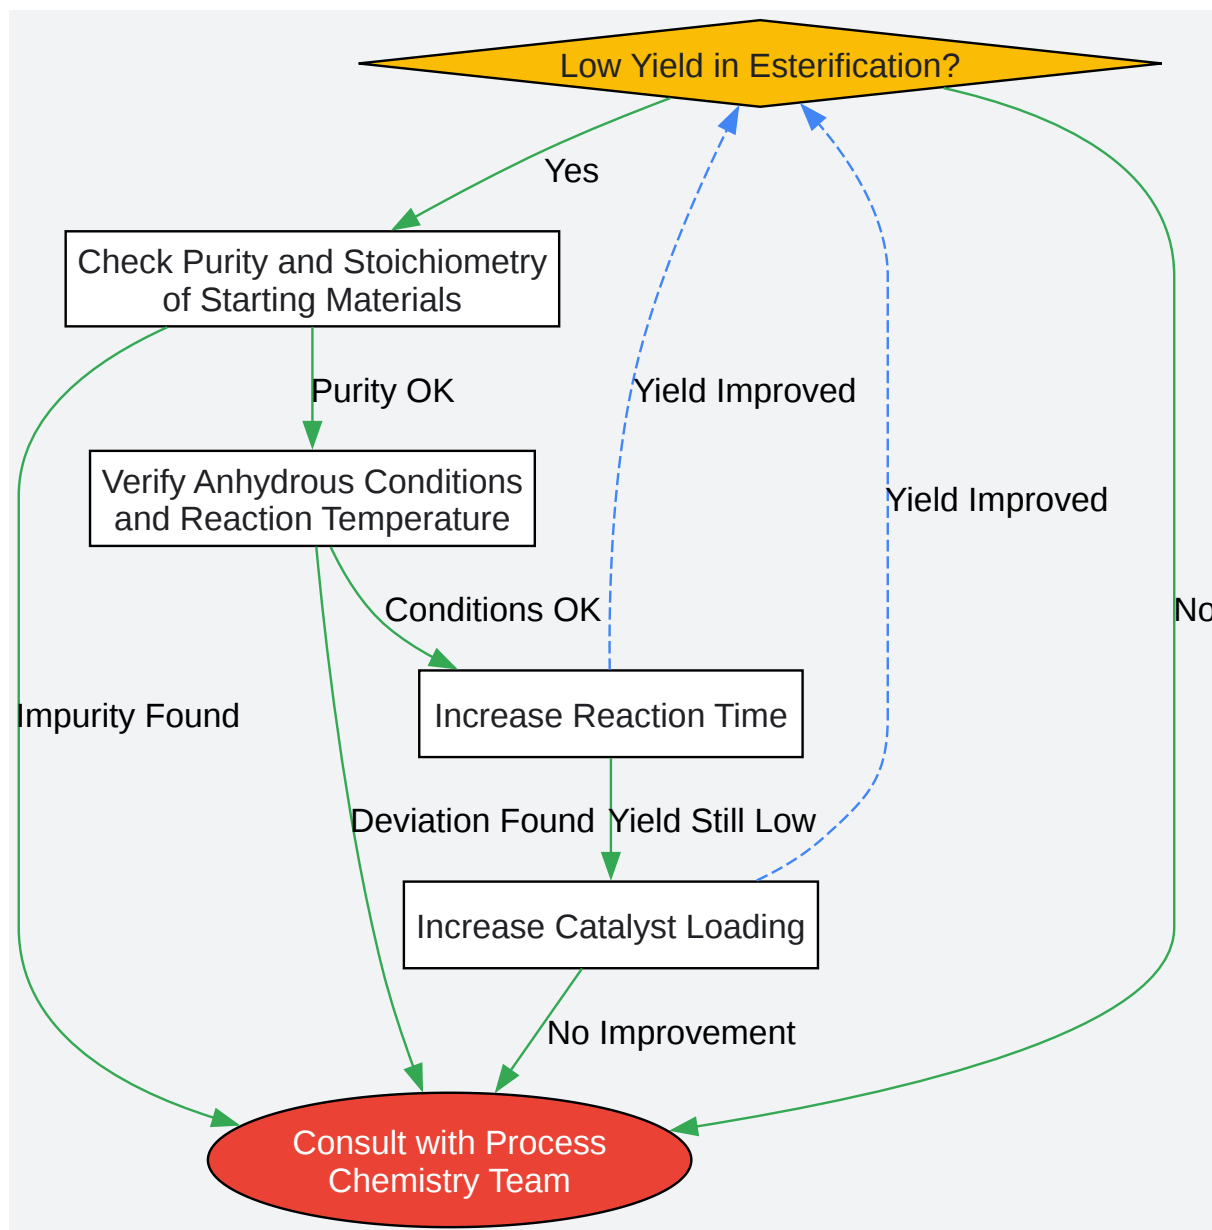 Low Yield in Esterification?
Yes
Check Purity and Stoichiometry
of Starting Materials
Purity OK
Yield Improved
Verify Anhydrous Conditions
and Reaction Temperature
Yield Improved
Conditions OK
No
Increase Reaction Time
Impurity Found
Deviation Found
Yield Still Low
Increase Catalyst Loading
No Improvement
Consult with Process
Chemistry Team